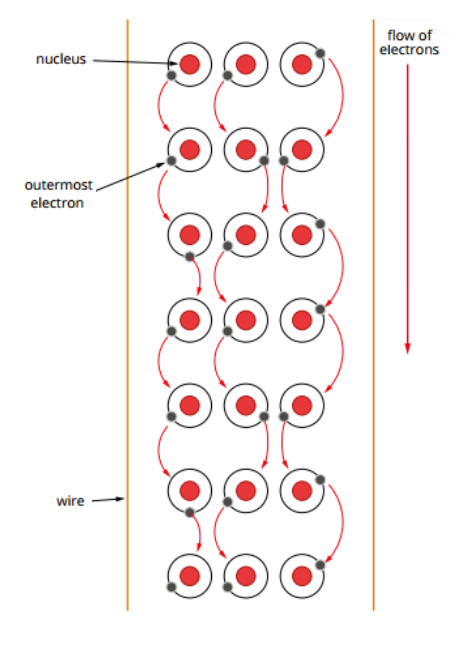 flow of
electrons
nucleus
outermost
electron
wire